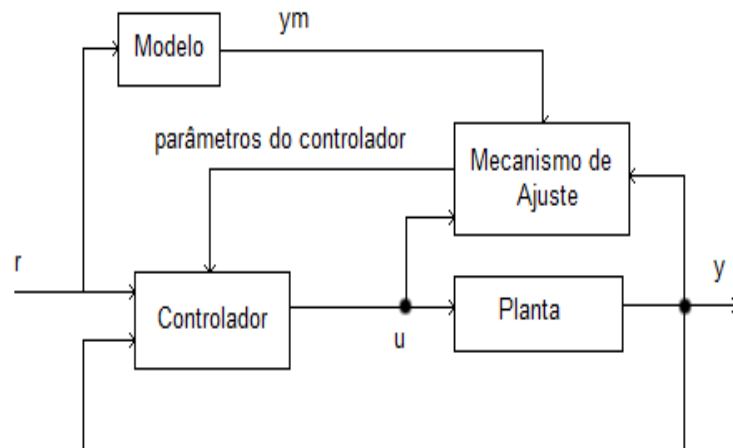 ym
Modelo
parâmetros do controlador
Mecanismo de
Ajuste
r
y
Controlador
Planta
u